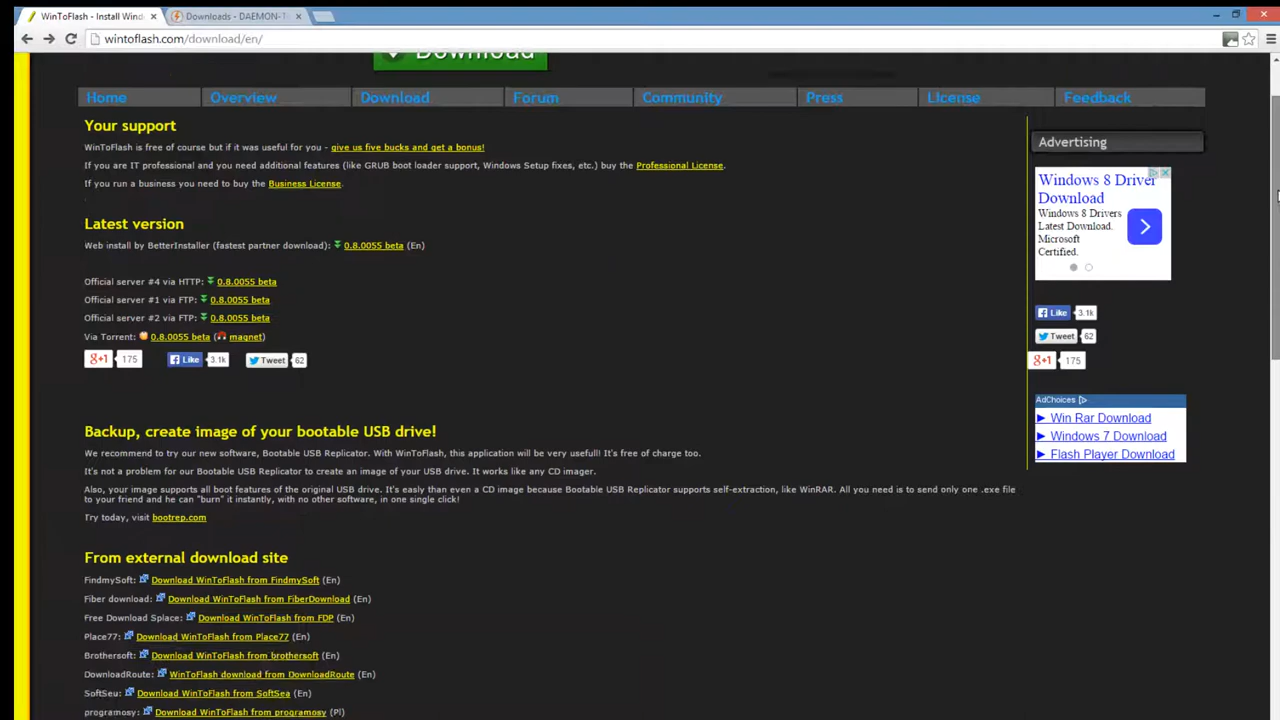 WinToFlash - Install Wind
Downloads - DAEMON-T
wintoflash.com/download/en/
Download
Home Overview Download Forum Community Press License Feedback
Your support
WinToFlash is free of course but if it was useful for you - give us five bucks and get a bonus!
If you are IT professional and you need additional features (like GRUB boot loader support, Windows Setup fixes, etc.) buy the Professional License.
If you run a business you need to buy the Business License.
Latest version
Web install by BetterInstaller (fastest partner download): 0.8.0055 beta (En)
Official server #4 via HTTP: 0.8.0055 beta
Official server #1 via FTP: 0.8.0055 beta
Official server #2 via FTP: 0.8.0055 beta
Via Torrent: 0.8.0055 beta (magnet)
g+1 175 Like 3.1k Tweet 62
Backup, create image of your bootable USB drive!
We recommend to try our new software, Bootable USB Replicator. With WinToFlash, this application will be very usefull! It's free of charge too.
It's not a problem for our Bootable USB Replicator to create an image of your USB drive. It works like any CD imager.
Also, your image supports all boot features of the original USB drive. It's easly than even a CD image because Bootable USB Replicator supports self-extraction, like WinRAR. All you need is to send only one .exe file
to your friend and he can "burn" it instantly, with no other software, in one single click!
Try today, visit bootrep.com
From external download site
FindmySoft: Download WinToFlash from FindmySoft (En)
Fiber download: Download WinToFlash from FiberDownload (En)
Free Download Splace: Download WinToFlash from FDP (En)
Place77: Download WinToFlash from Place77 (En)
Brothersoft: Download WinToFlash from brothersoft (En)
DownloadRoute: WinToFlash download from DownloadRoute (En)
SoftSeu: Download WinToFlash from SoftSea (En)
programosy: Download WinToFlash from programosy (Pl)
Advertising
Windows 8 Driver
Download
Windows 8 Drivers
Latest Download.
Microsoft
Certified.
Like 3.1k
Tweet 62
g+1 175
AdChoices
Win Rar Download
Windows 7 Download
Flash Player Download